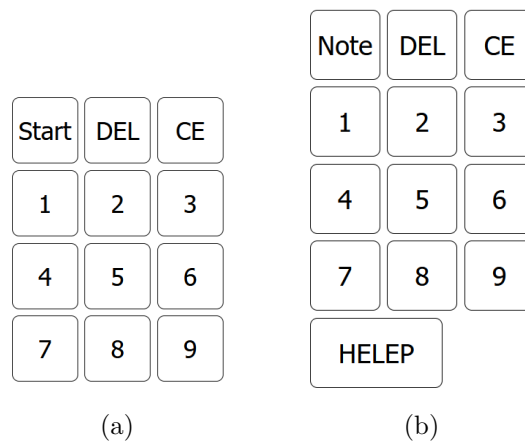 Start DEL CE
1 2 3
4 5 6
7 8 9
(a)
Note DEL CE
1 2 3
4 5 6
7 8 9
HELEP
(b)